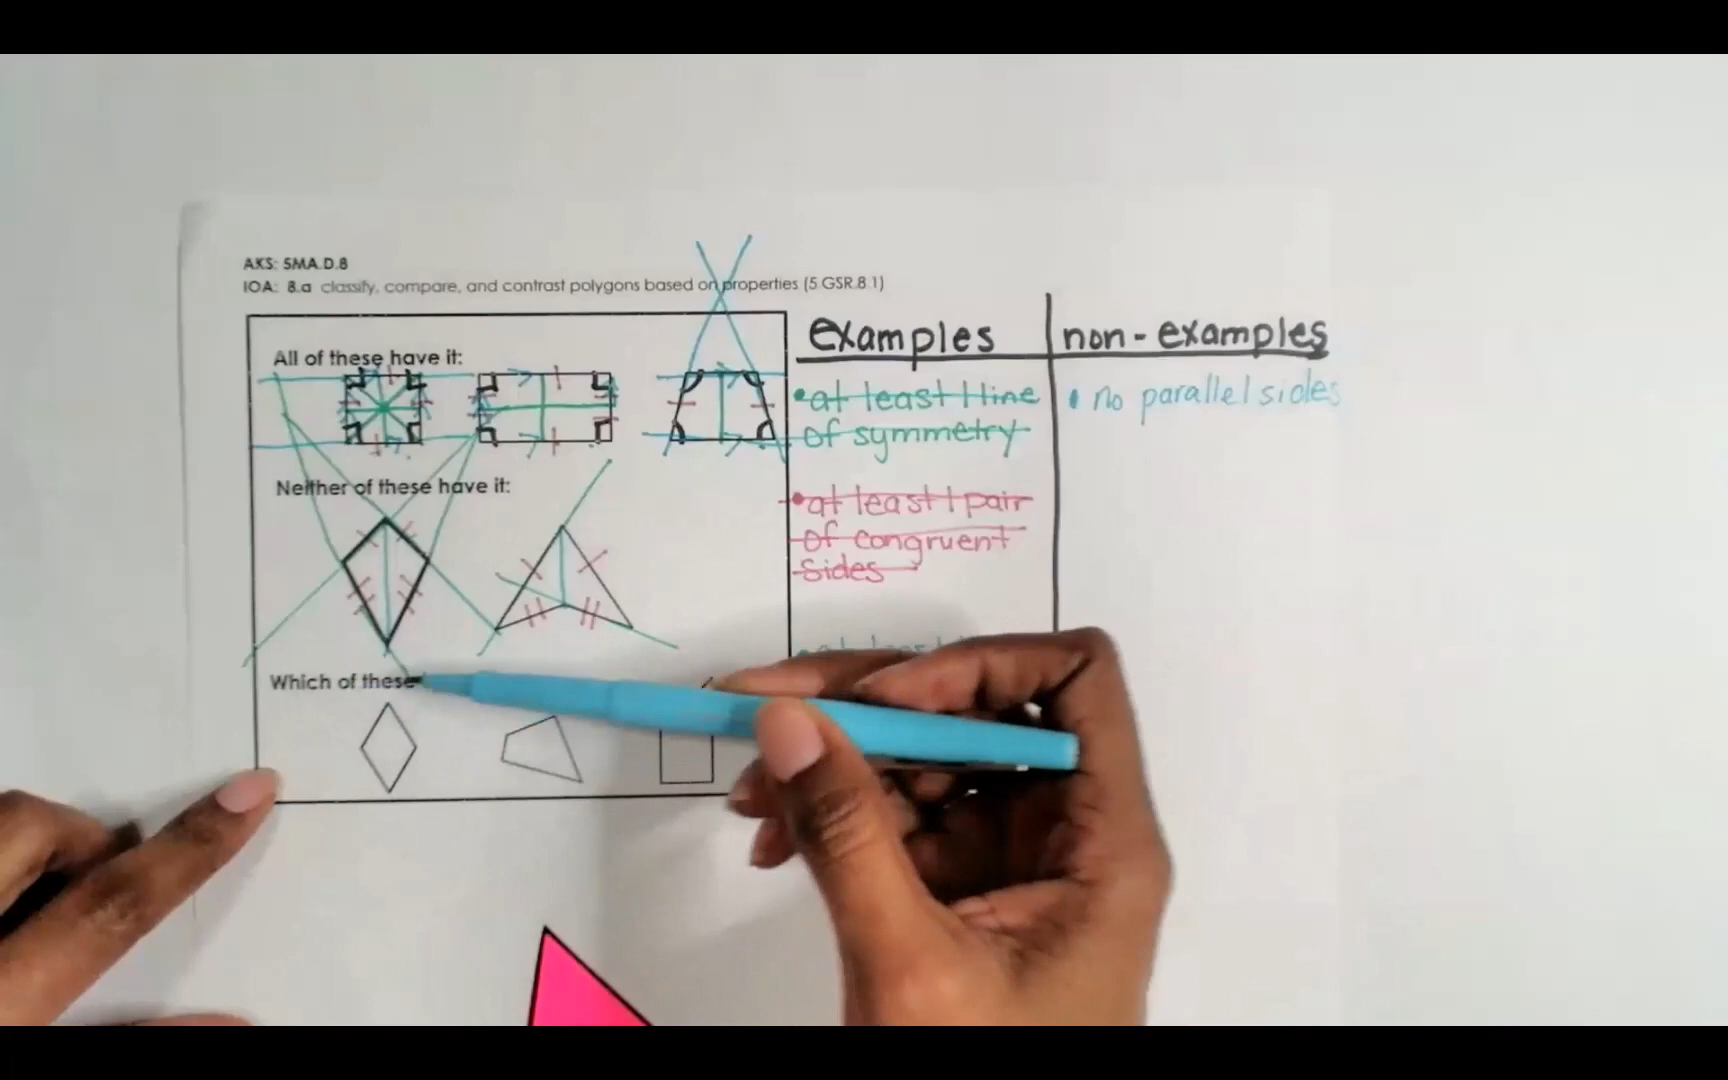 AKS: 5MA.D.8
IOA: 8.a classify, compare, and contrast polygons based on properties (5.GSR.8.1)
All of these have it:
Neither of these have it:
Which of these
examples
non-examples
• at least 1 line
of symmetry
• at least 1 pair
of congruent
sides
• no parallel sides